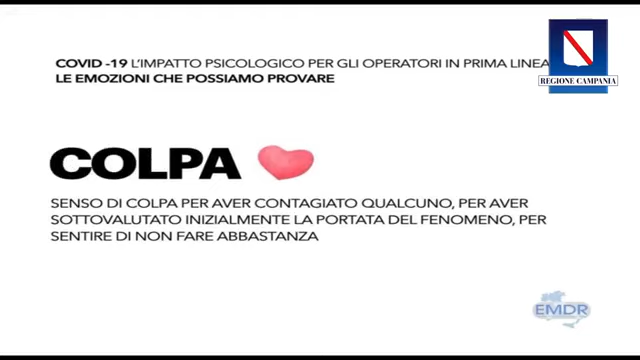 COVID -19 L'IMPATTO PSICOLOGICO PER GLI OPERATORI IN PRIMA LINEA
LE EMOZIONI CHE POSSIAMO PROVARE
REGIONE CAMPANIA
COLPA
SENSO DI COLPA PER AVER CONTAGIATO QUALCUNO, PER AVER
SOTTOVALUTATO INIZIALMENTE LA PORTATA DEL FENOMENO, PER
SENTIRE DI NON FARE ABBASTANZA
EMDR